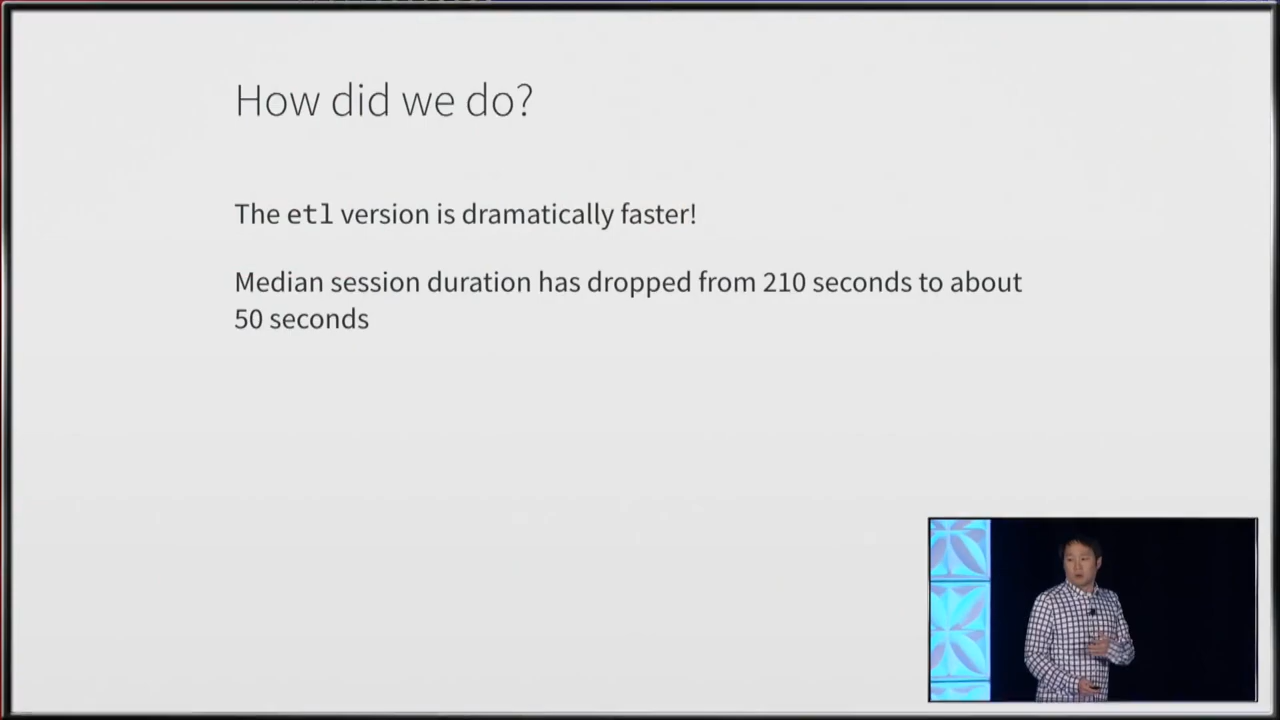 How did we do?
The etl version is dramatically faster!
Median session duration has dropped from 210 seconds to about
50 seconds